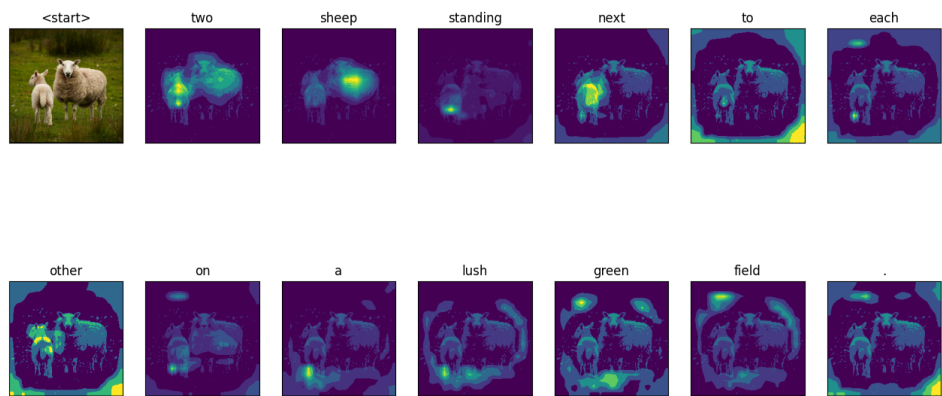 <start> two sheep standing next to each
other on a lush green field .